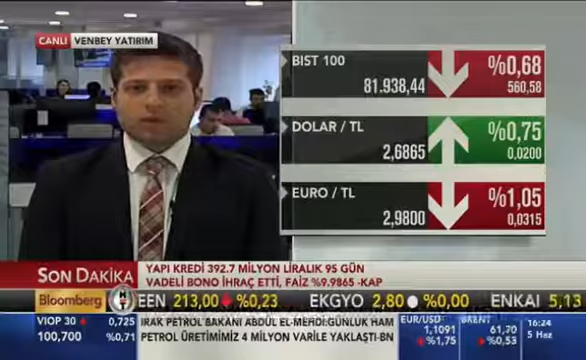 CANLI VENBEY YATIRIM
BIST 100
81.938,44
%0,68
560,58
DOLAR / TL
2,6865
%0,75
0,0200
EURO / TL
2,9800
%1,05
0,0315
SON DAKİKA
YAPI KREDİ 392.7 MİLYON LİRALIK 95 GÜN
VADELİ BONO İHRAÇ ETTİ, FAİZ %9.9865 -KAP
Bloomberg HT EEN 213,00 %0,23 EKGYO 2,80 %0,00 ENKAI 5,13
VIOP 30 0,725
100,700 %0,71
IRAK PETROL BAKANI ABDUL EL-MEHDİ:GÜNLÜK HAM
PETROL ÜRETİMİMİZ 4 MİLYON VARİLE YAKLAŞTI-BN
EUR/USD
1,1091
%1,75
BRENT
61,70
%0,53
16:24
5 Haz